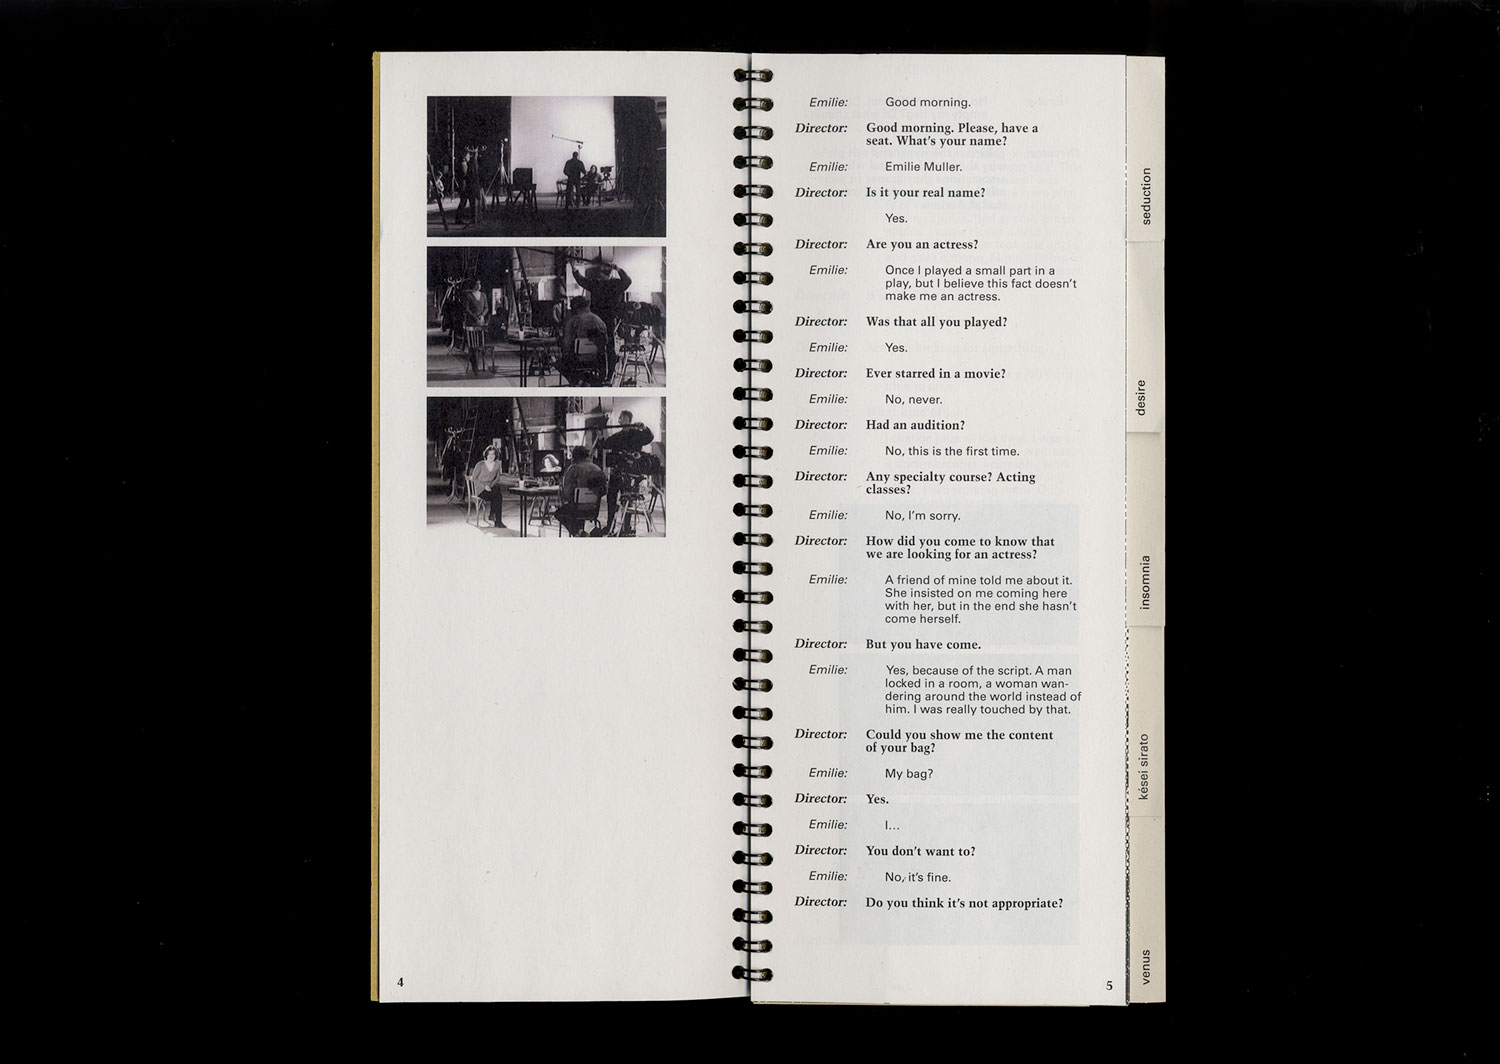 Emilie: Good morning.
Director: Good morning. Please, have a
seat. What's your name?
Emilie: Emilie Muller.
Director: Is it your real name?
Yes.
Director: Are you an actress?
Emilie: Once I played a small part in a
play, but I believe this fact doesn't
make me an actress.
Director: Was that all you played?
Emilie: Yes.
Director: Ever starred in a movie?
Emilie: No, never.
Director: Had an audition?
Emilie: No, this is the first time.
Director: Any specialty course? Acting
classes?
Emilie: No, I'm sorry.
Director: How did you come to know that
we are looking for an actress?
Emilie: A friend of mine told me about it.
She insisted on me coming here
with her, but in the end she hasn't
come herself.
Director: But you have come.
Emilie: Yes, because of the script. A man
locked in a room, a woman wan-
dering around the world instead of
him. I was really touched by that.
Director: Could you show me the content
of your bag?
Emilie: My bag?
Director: Yes.
Emilie: I...
Director: You don't want to?
Emilie: No, it's fine.
Director: Do you think it's not appropriate?
4
5
seduction
desire
insomnia
kései sirato
venus